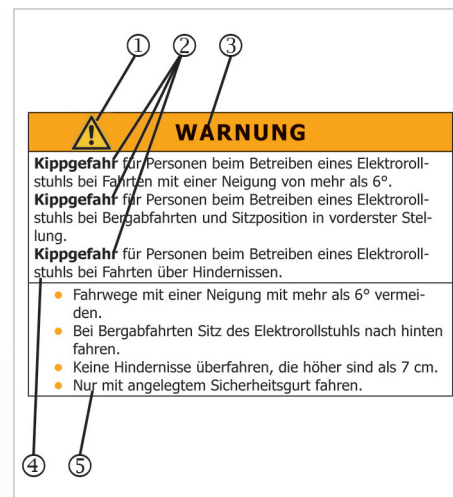 ① ② ③
WARNUNG
Kippgefahr für Personen beim Betreiben eines Elektroroll-
stuhls bei Fahrten mit einer Neigung von mehr als 6°.
Kippgefahr für Personen beim Betreiben eines Elektroroll-
stuhls bei Bergabfahrten und Sitzposition in vorderster Stel-
lung.
Kippgefahr für Personen beim Betreiben eines Elektroroll-
stuhls bei Fahrten über Hindernissen.
• Fahrwege mit einer Neigung mit mehr als 6° vermei-
den.
• Bei Bergabfahrten Sitz des Elektrorollstuhls nach hinten
fahren.
• Keine Hindernisse überfahren, die höher sind als 7 cm.
• Nur mit angelegtem Sicherheitsgurt fahren.
④ ⑤